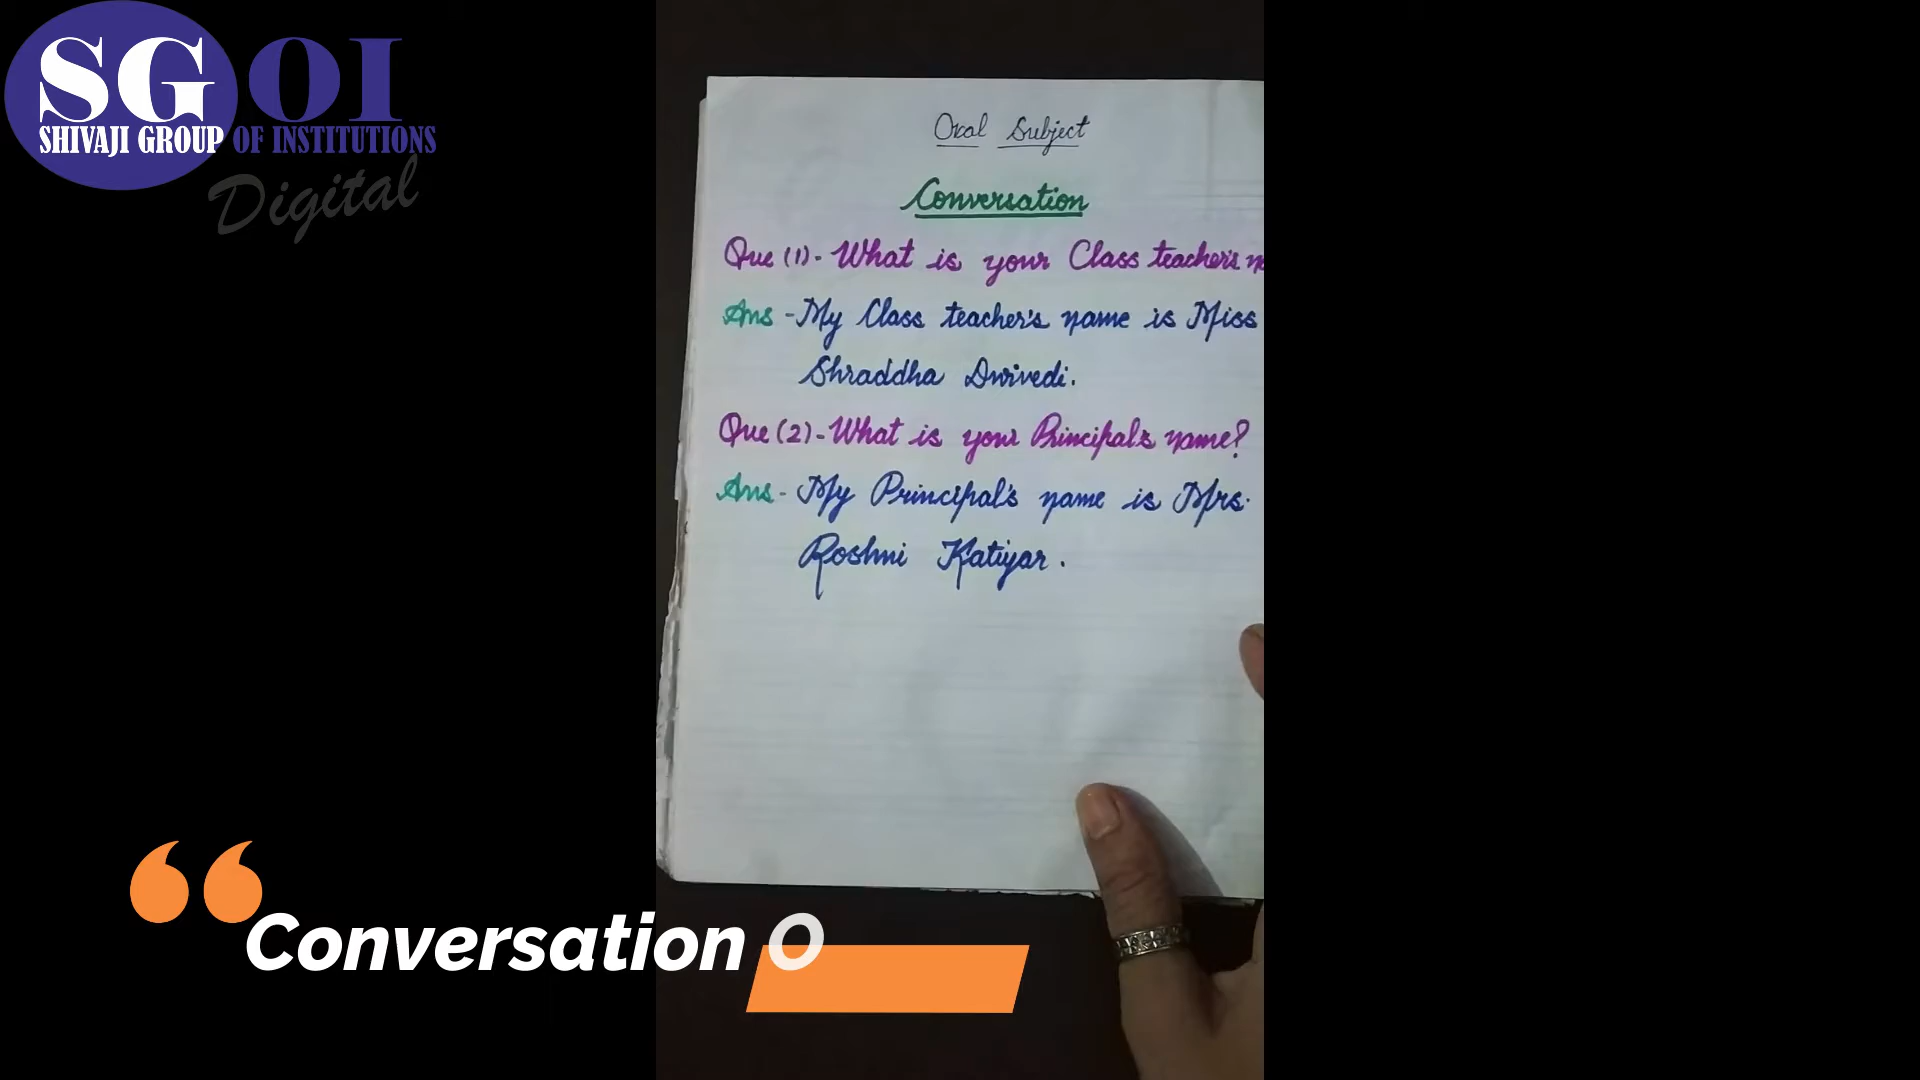 SGOI
SHIVAJI GROUP OF INSTITUTIONS
Digital
Oral Subject
Conversation
Que (1)- What is your Class teacher's
Ans - My Class teacher's name is Miss
Shraddha Dwivedi.
Que (2)- What is your Principal's name?
Ans - My Principal's name is Mrs.
Roshni Katiyar.
“Conversation O